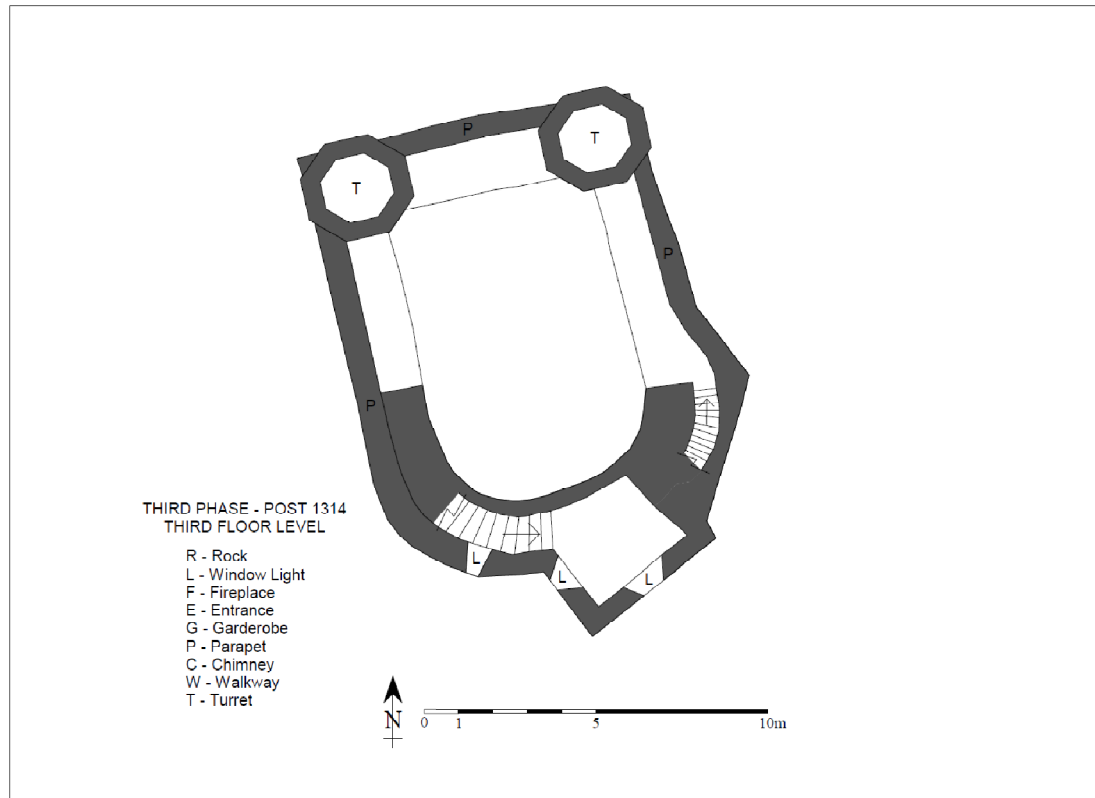 P
T
T
P
P
THIRD PHASE - POST 1314
THIRD FLOOR LEVEL
R - Rock
L - Window Light
F - Fireplace
E - Entrance
G - Garderobe
P - Parapet
C - Chimney
W - Walkway
T - Turret
L
L
L
N
0 1 5 10m